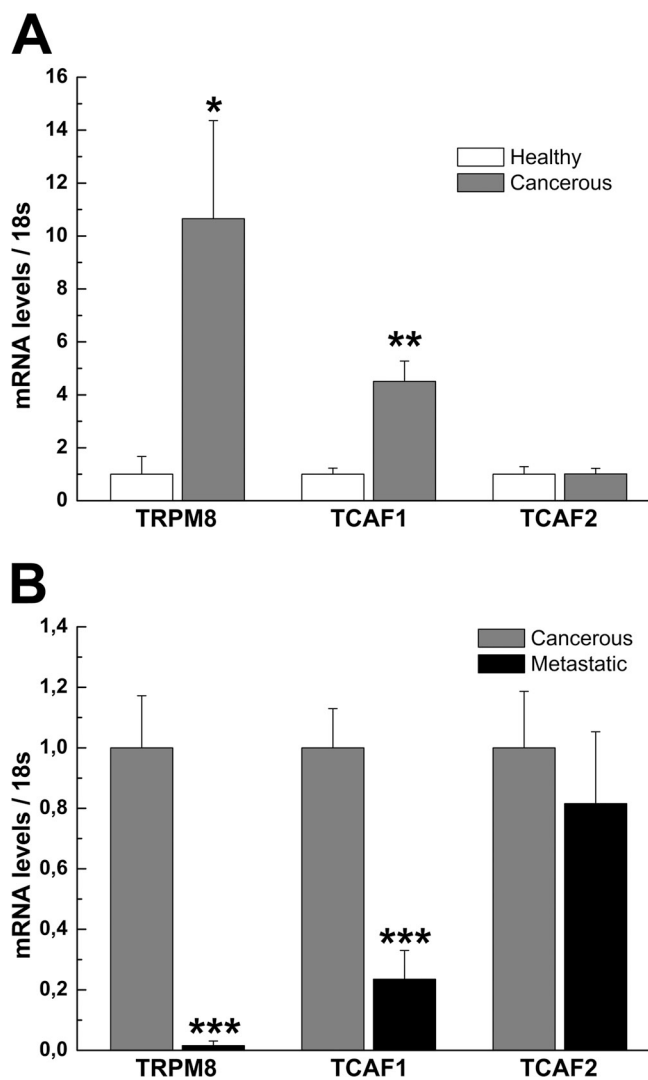 A
mRNA levels / 18s
16
14
12
10
8
6
4
2
0
*
**
Healthy
Cancerous
TRPM8 TCAF1 TCAF2
B
mRNA levels / 18s
1,4
1,2
1,0
0,8
0,6
0,4
0,2
0,0
Cancerous
Metastatic
***
***
TRPM8 TCAF1 TCAF2